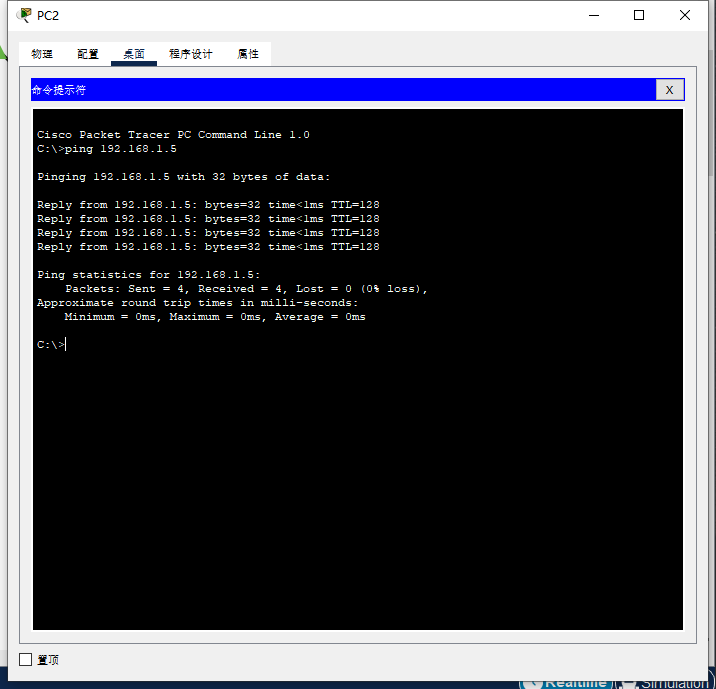 PC2
物理 配置 桌面 程序设计 属性
命令提示符 X
Cisco Packet Tracer PC Command Line 1.0
C:\>ping 192.168.1.5
Pinging 192.168.1.5 with 32 bytes of data:
Reply from 192.168.1.5: bytes=32 time<1ms TTL=128
Reply from 192.168.1.5: bytes=32 time<1ms TTL=128
Reply from 192.168.1.5: bytes=32 time<1ms TTL=128
Reply from 192.168.1.5: bytes=32 time<1ms TTL=128
Ping statistics for 192.168.1.5:
Packets: Sent = 4, Received = 4, Lost = 0 (0% loss),
Approximate round trip times in milli-seconds:
Minimum = 0ms, Maximum = 0ms, Average = 0ms
C:\>
置顶
Realtime Simulation